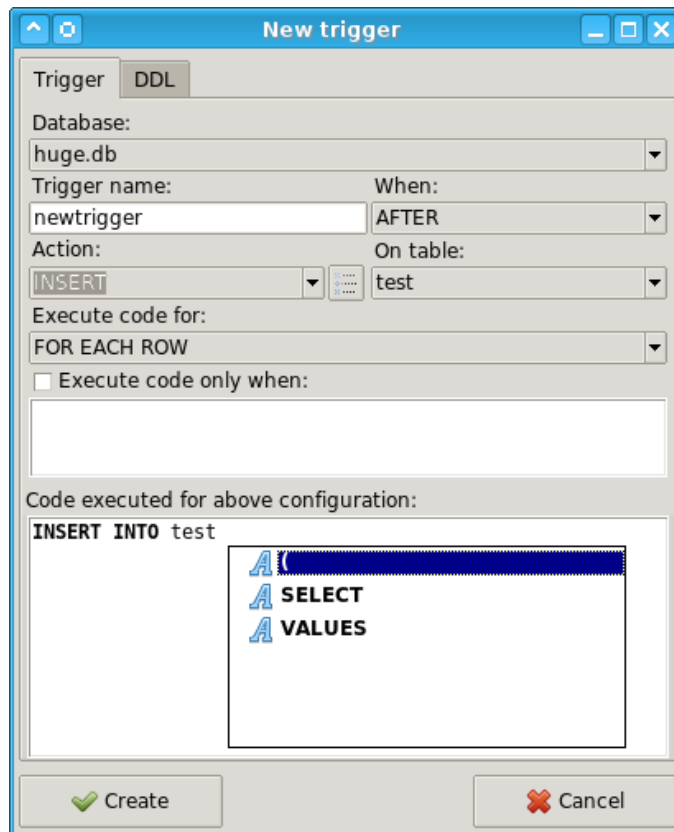 New trigger
Trigger DDL
Database:
huge.db
Trigger name: When:
newtrigger AFTER
Action: On table:
INSERT test
Execute code for:
FOR EACH ROW
Execute code only when:
Code executed for above configuration:
INSERT INTO test
(
SELECT
VALUES
Create Cancel